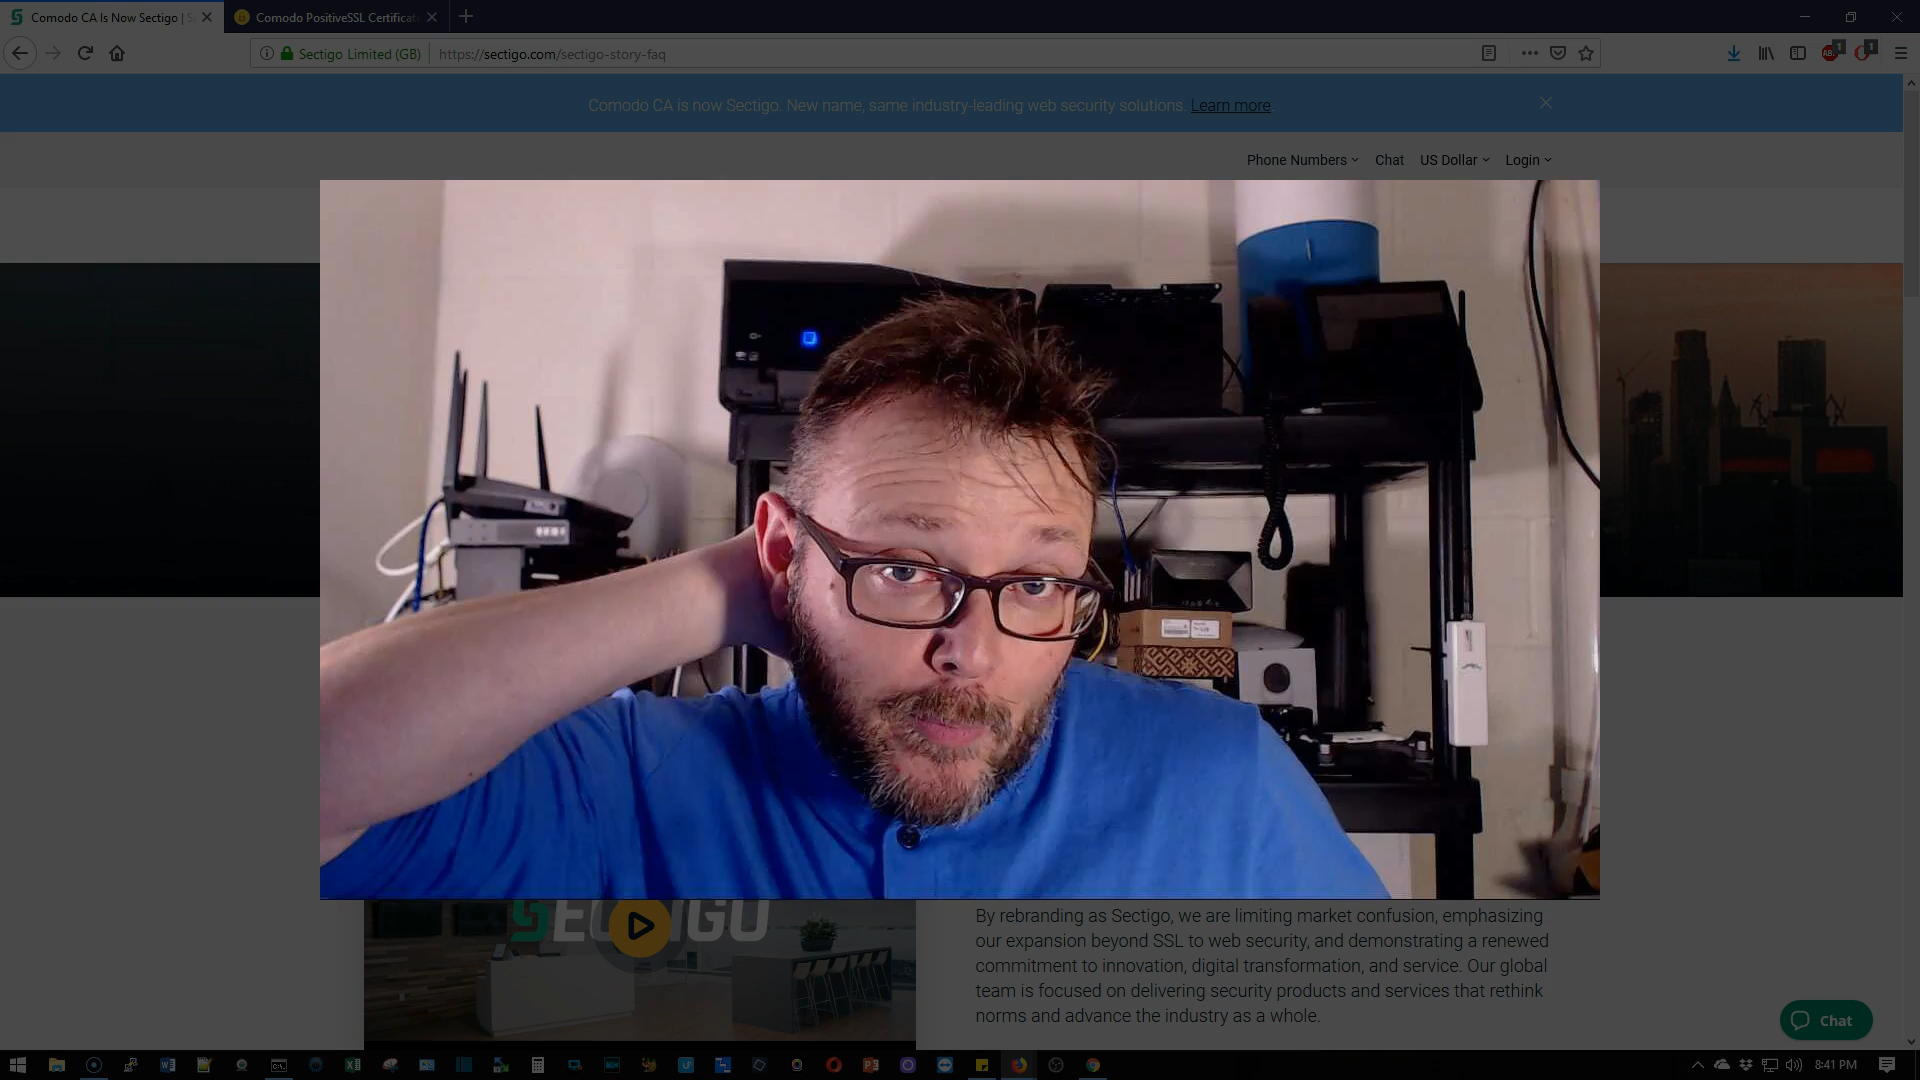 Comodo CA Is Now Sectigo | S
Comodo PositiveSSL Certificat
Sectigo Limited (GB)
https://sectigo.com/sectigo-story-faq
ABP
1
1
Comodo CA is now Sectigo. New name, same industry-leading web security solutions. Learn more.
Phone Numbers
Chat
US Dollar
Login
SECTIGO
By rebranding as Sectigo, we are limiting market confusion, emphasizing
our expansion beyond SSL to web security, and demonstrating a renewed
commitment to innovation, digital transformation, and service. Our global
team is focused on delivering security products and services that rethink
norms and advance the industry as a whole.
Chat
8:41 PM